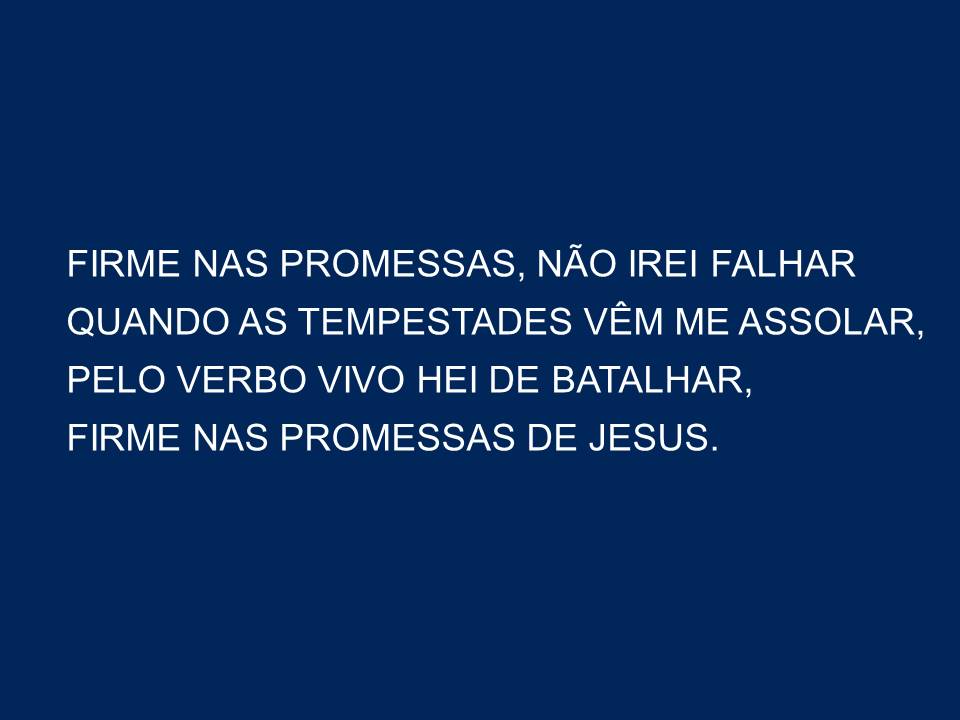 FIRME NAS PROMESSAS, NÃO IREI FALHAR
QUANDO AS TEMPESTADES VÊM ME ASSOLAR,
PELO VERBO VIVO HEI DE BATALHAR,
FIRME NAS PROMESSAS DE JESUS.